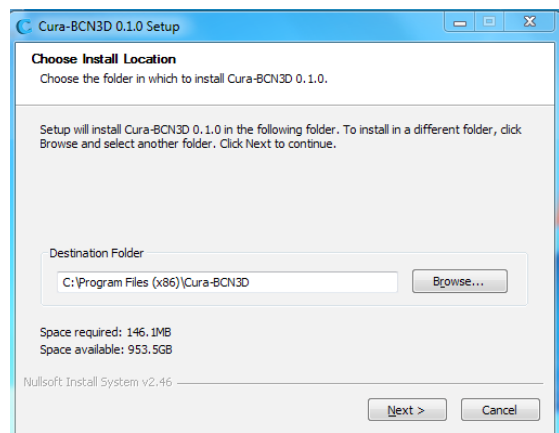 Cura-BCN3D 0.1.0 Setup
Choose Install Location
Choose the folder in which to install Cura-BCN3D 0.1.0.
Setup will install Cura-BCN3D 0.1.0 in the following folder. To install in a different folder, click
Browse and select another folder. Click Next to continue.
Destination Folder
C:\Program Files (x86)\Cura-BCN3D
Browse...
Space required: 146.1MB
Space available: 953.5GB
Nullsoft Install System v2.46
Next >
Cancel